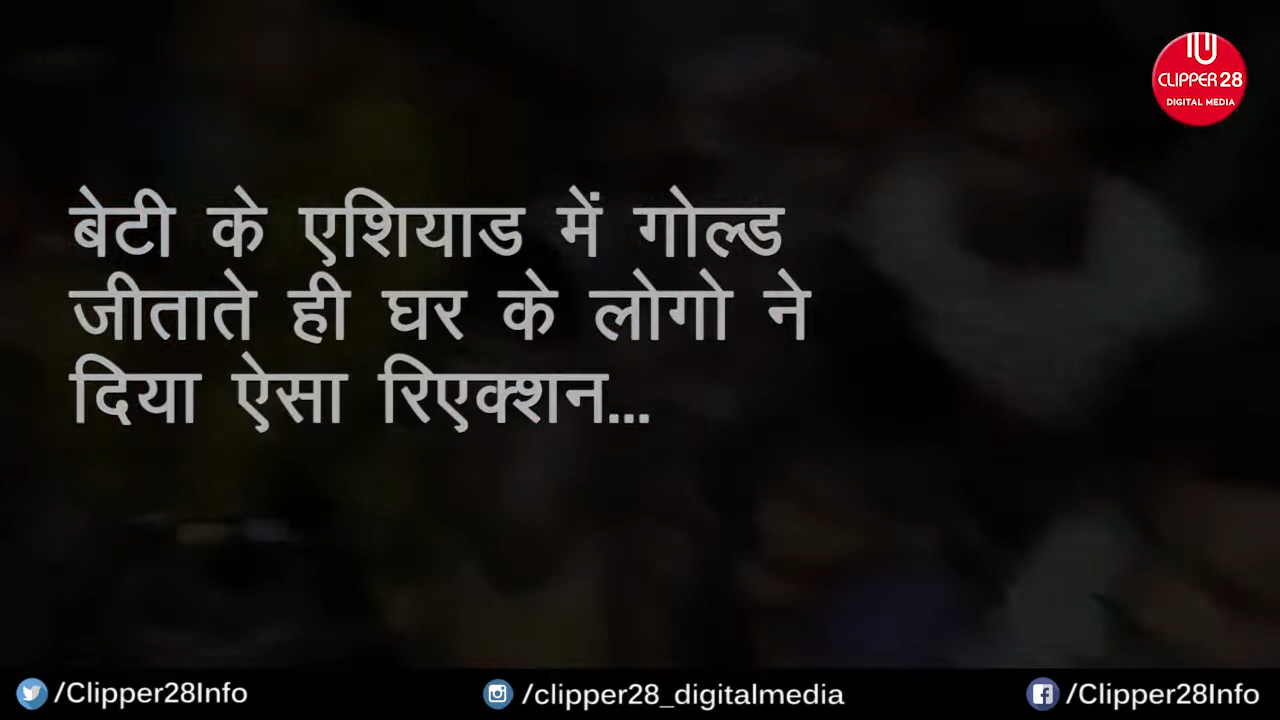 CLIPPER 28
DIGITAL MEDIA
बेटी के एशियाड में गोल्ड
जीताते ही घर के लोगो ने
दिया ऐसा रिएक्शन...
/Clipper28Info /clipper28_digitalmedia /Clipper28Info